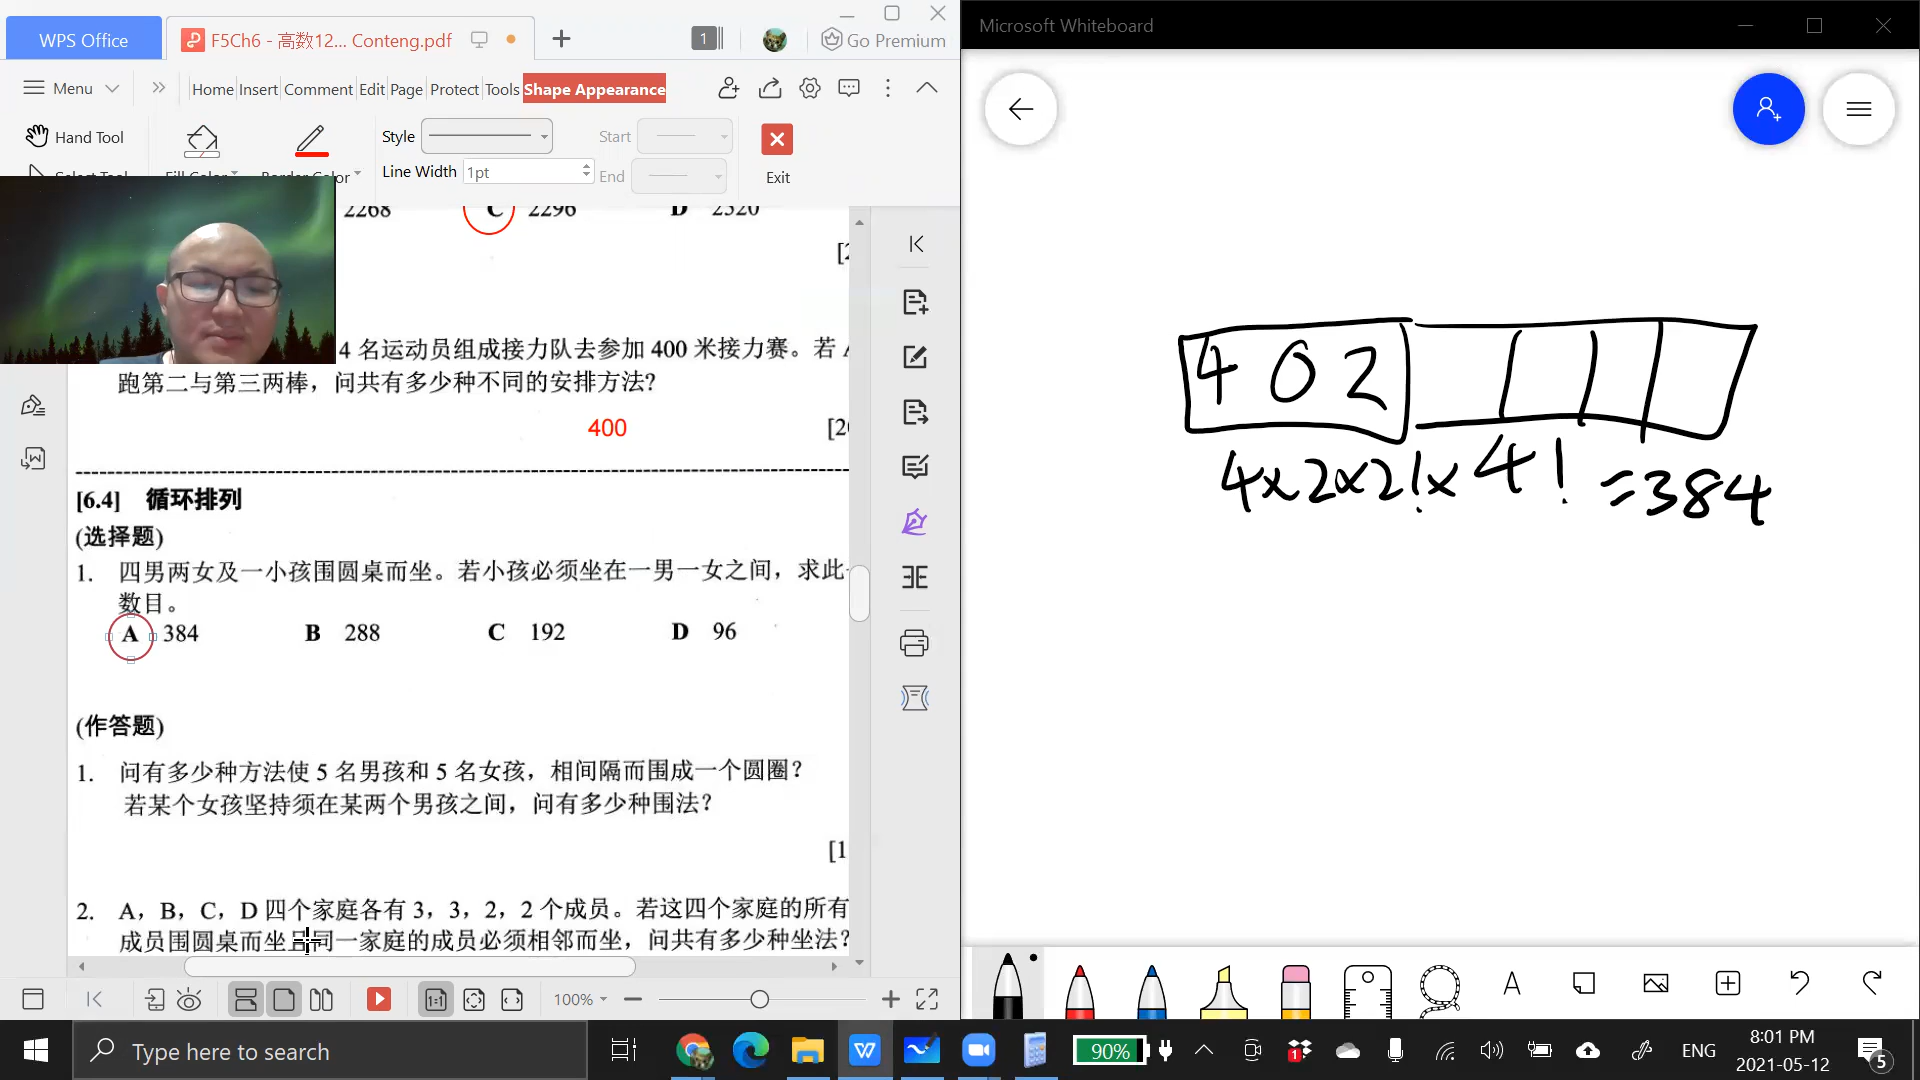 WPS Office
F5Ch6 - 高数12... Conteng.pdf
1
Go Premium
Microsoft Whiteboard
Menu
Home Insert Comment Edit Page Protect Tools Shape Appearance
Hand Tool
Style
Start
Line Width 1pt
End
Exit
2268 C 2296 D 2520
4 名运动员组成接力队去参加 400 米接力赛。若
跑第二与第三两棒，问共有多少种不同的安排方法？
400
[6.4] 循环排列
(选择题)
1. 四男两女及一小孩围圆桌而坐。若小孩必须坐在一男一女之间，求此
数目。
A 384 B 288 C 192 D 96
(作答题)
1. 问有多少种方法使 5 名男孩和 5 名女孩，相间隔而围成一个圆圈？
若某个女孩坚持须在某两个男孩之间，问有多少种围法？
[1
2. A，B，C，D 四个家庭各有 3，3，2，2 个成员。若这四个家庭的所有
成员围圆桌而坐且同一家庭的成员必须相邻而坐，问共有多少种坐法？
4 0 2
4×2×2!×4! =384
100%
Type here to search
90%
1
ENG
8:01 PM
2021-05-12
5